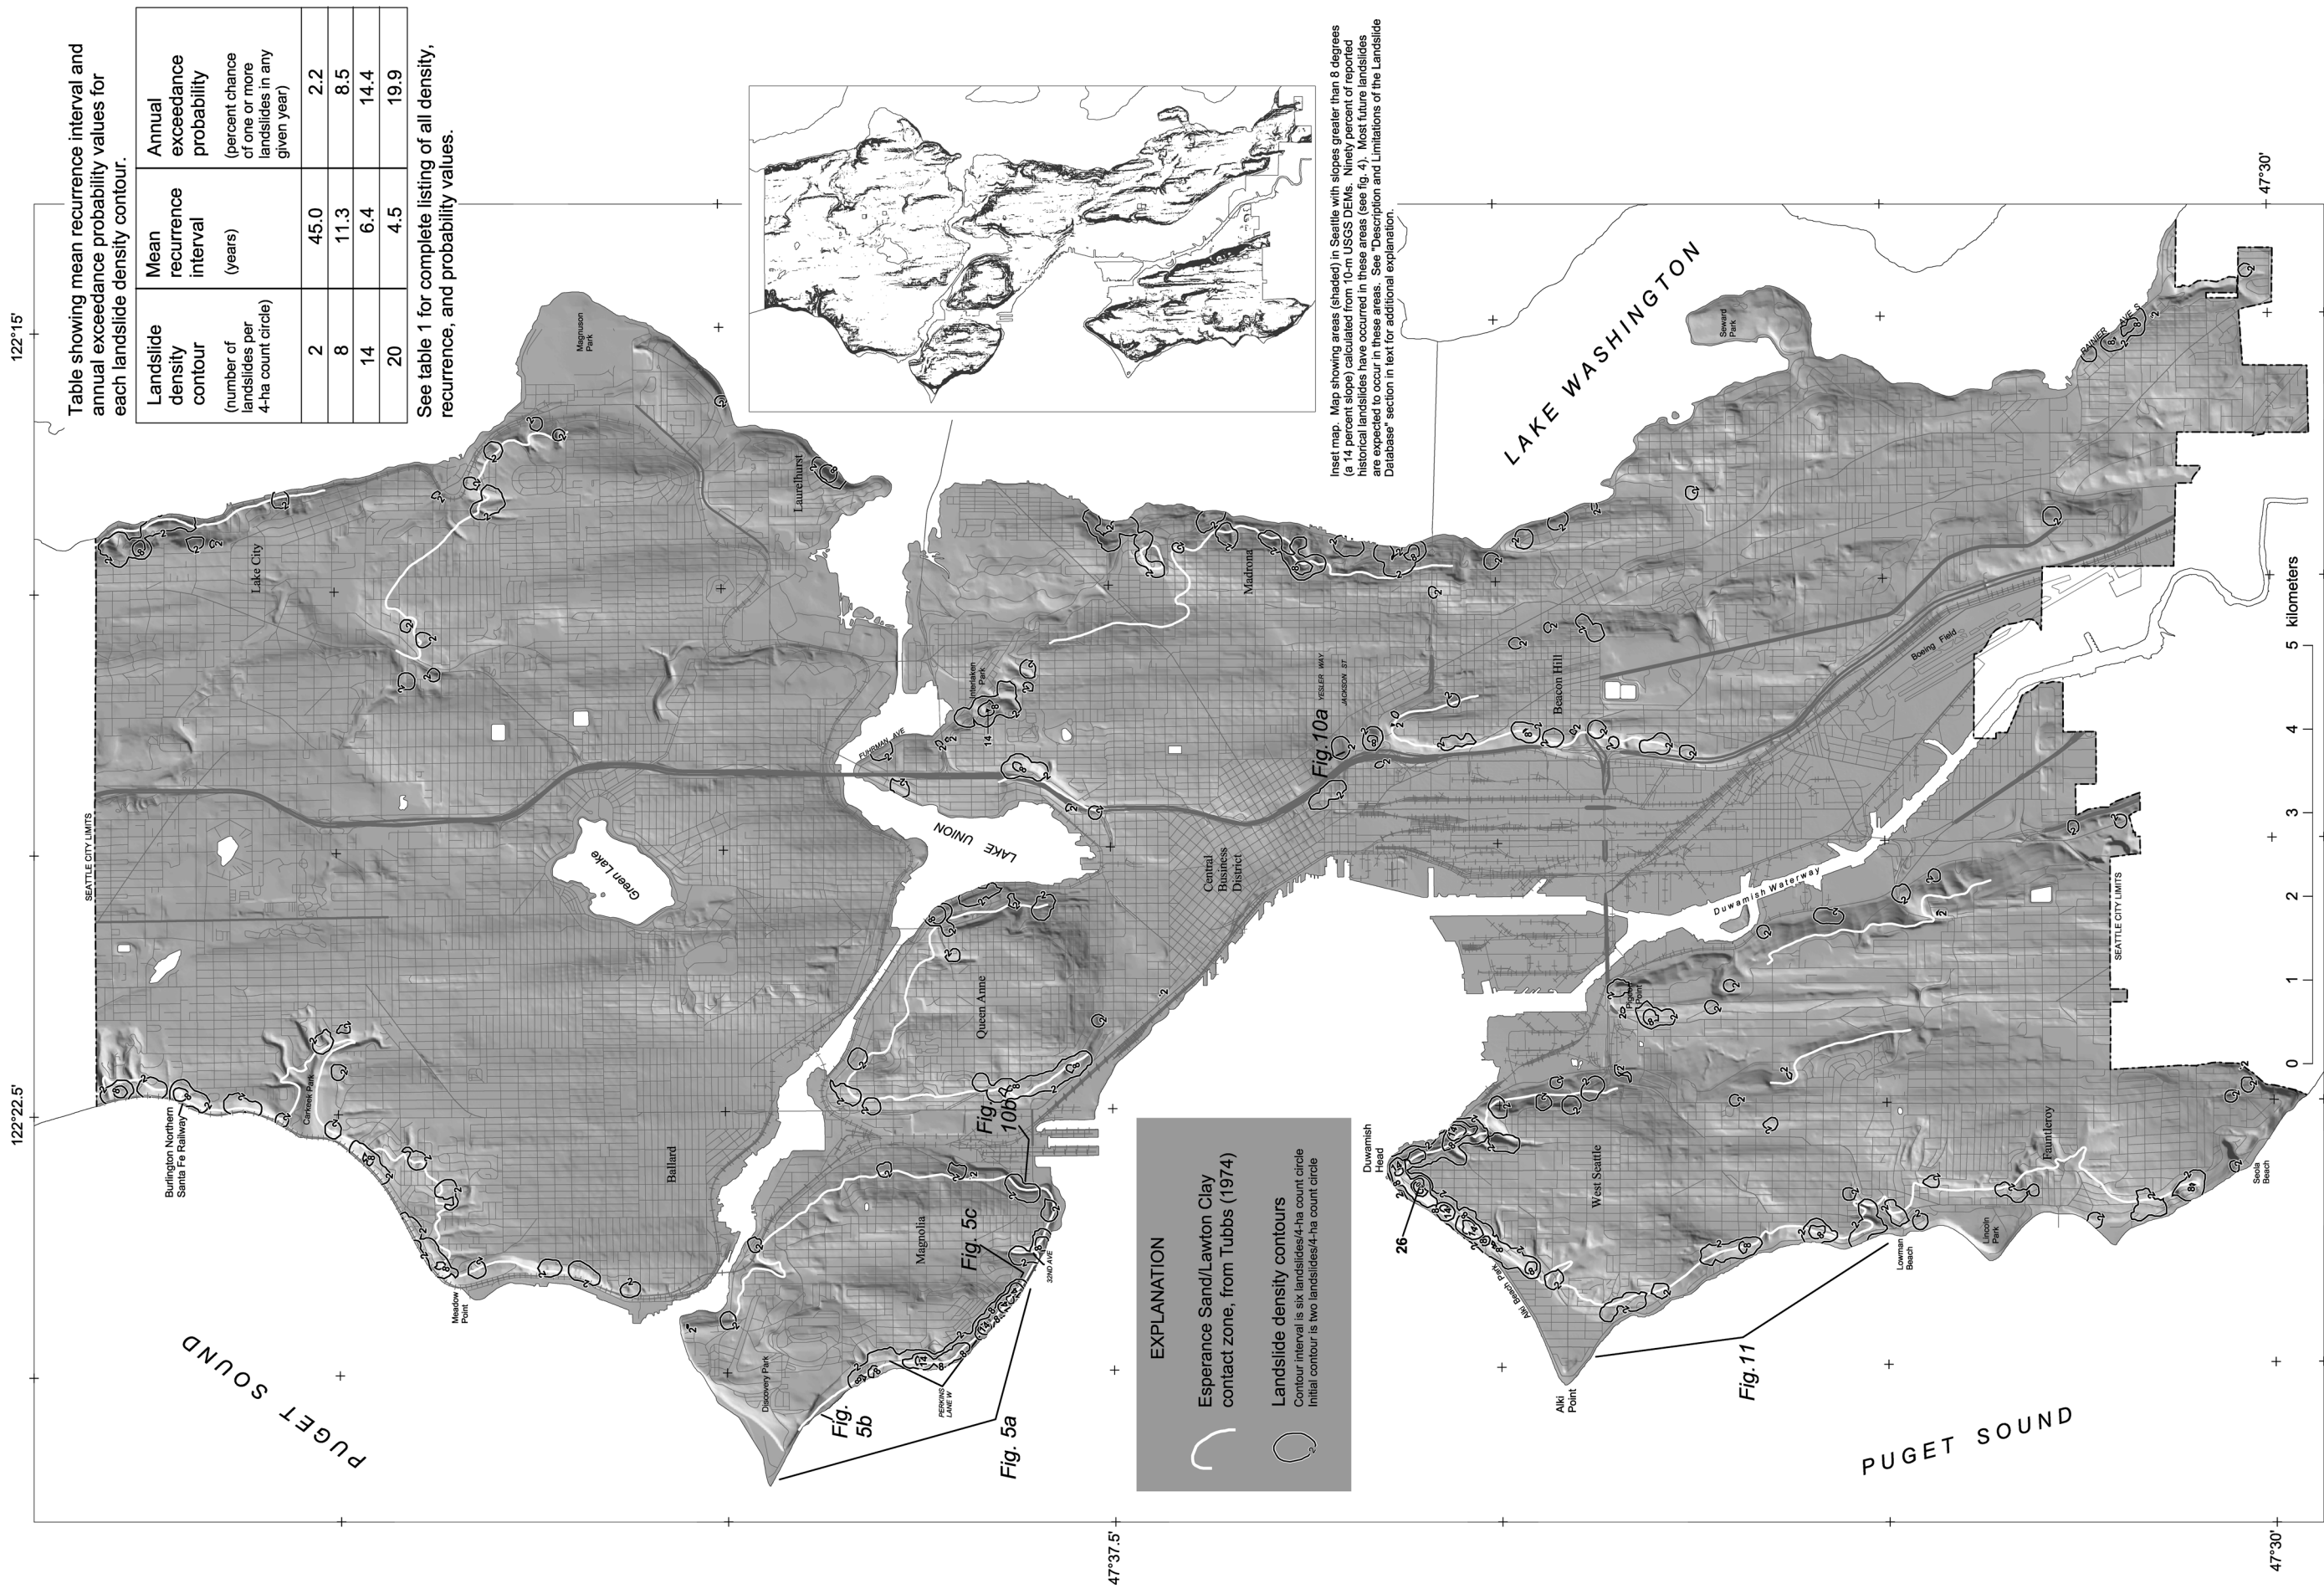 122°22.5'
122°15'
Table showing mean recurrence interval and
annual exceedance probability values for
each landslide density contour.
Landslide
density
contour
(number of
landslides per
4-ha count circle)
Mean
recurrence
interval
(years)
Annual
exceedance
probability
(percent chance
of one or more
landslides in any
given year)
2 45.0 2.2
8 11.3 8.5
14 6.4 14.4
20 4.5 19.9
See table 1 for complete listing of all density,
recurrence, and probability values.
SEATTLE CITY LIMITS
Burlington Northern
Santa Fe Railway
Carkeek Park
Lake City
PUGET SOUND
Meadow
Point
Green Lake
Magnuson
Park
Ballard
Laurelhurst
Discovery Park
Magnolia
FUHRMAN AVE
LAKE
UNION
Interlaken
Park
14
Queen Anne
Fig.
5b
PERKINS
LANE W
Fig. 5c
Fig. 5a
32ND AVE
Fig.
10b
Central
Business
District
Madrona
Fig.10a
YESLER WAY
JACKSON ST
47°37.5'
EXPLANATION
Esperance Sand/Lawton Clay
contact zone, from Tubbs (1974)
Landslide density contours
Contour interval is six landslides/4-ha count circle
Initial contour is two landslides/4-ha count circle
2
Inset map. Map showing areas (shaded) in Seattle with slopes greater than 8 degrees
(a 14 percent slope) calculated from 10-m USGS DEMs. Ninety percent of reported
historical landslides have occurred in these areas (see fig. 4). Most future landslides
are expected to occur in these areas. See "Description and Limitations of the Landslide
Database" section in text for additional explanation.
LAKE WASHINGTON
Duwamish
Head
26
Alki Beach Park
Alki
Point
West Seattle
Pigeon
Point
Beacon Hill
Seward
Park
Duwamish Waterway
Boeing Field
Fig.11
Lowman
Beach
Lincoln
Park
Fauntleroy
Seola
Beach
RAINIER AVE S
SEATTLE CITY LIMITS
PUGET SOUND
0 1 2 3 4 5 kilometers
47°30'
47°30'